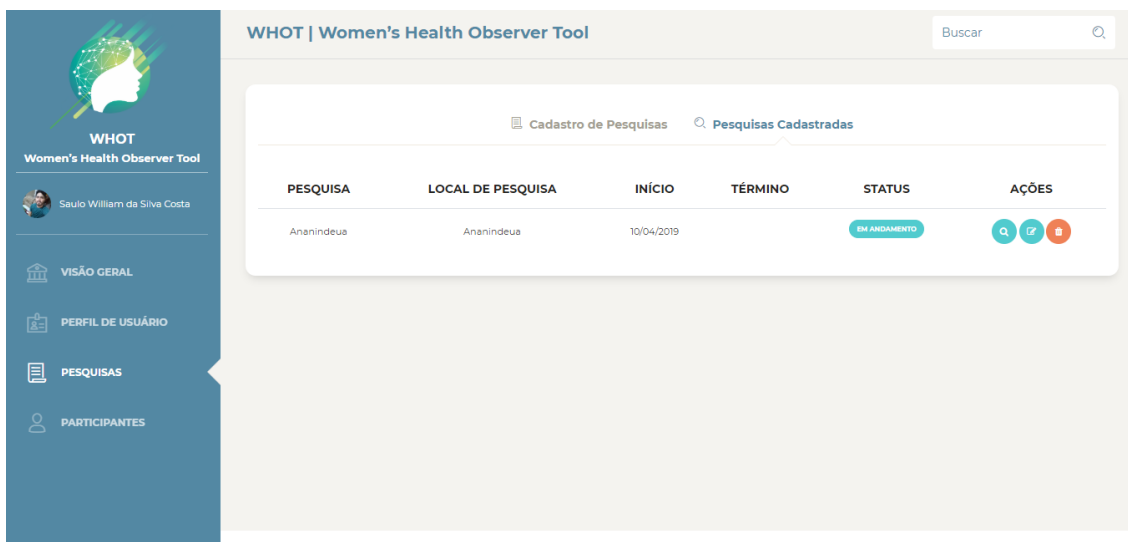 WHOT
Women's Health Observer Tool
Saulo William da Silva Costa
VISÃO GERAL
PERFIL DE USUÁRIO
PESQUISAS
PARTICIPANTES
WHOT | Women's Health Observer Tool
Buscar
Cadastro de Pesquisas Pesquisas Cadastradas
PESQUISA LOCAL DE PESQUISA INÍCIO TÉRMINO STATUS AÇÕES
Ananindeua Ananindeua 10/04/2019 EM ANDAMENTO